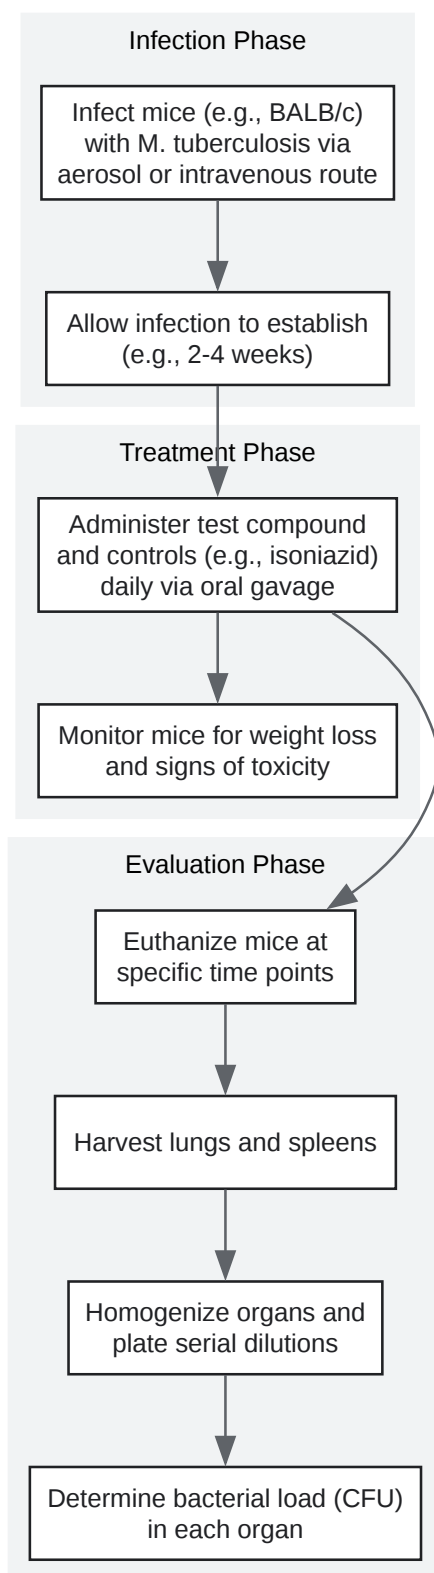 Infection Phase
Infect mice (e.g., BALB/c)
with M. tuberculosis via
aerosol or intravenous route
Allow infection to establish
(e.g., 2-4 weeks)
Treatment Phase
Administer test compound
and controls (e.g., isoniazid)
daily via oral gavage
Monitor mice for weight loss
and signs of toxicity
Evaluation Phase
Euthanize mice at
specific time points
Harvest lungs and spleens
Homogenize organs and
plate serial dilutions
Determine bacterial load (CFU)
in each organ